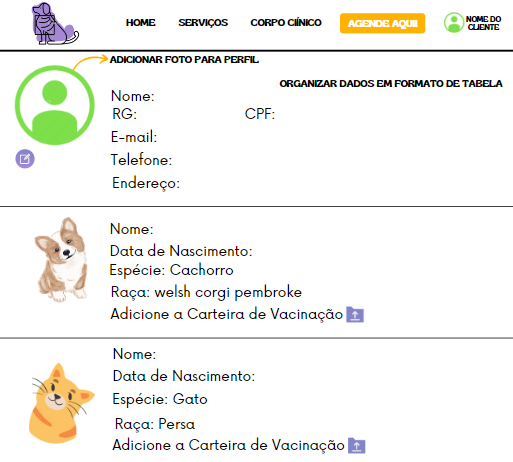 HOME SERVIÇOS CORPO CÍINICO AGENDE AQUI! NOME DO
CLIENTE
ADICIONAR FOTO PARA PERFIL
ORGANIZAR DADOS EM FORMATO DE TABELA
Nome:
RG: CPF:
E-mail:
Telefone:
Endereço:
Nome:
Data de Nascimento:
Espécie: Cachorro
Raça: welsh corgi pembroke
Adicione a Carteira de Vacinação
Nome:
Data de Nascimento:
Espécie: Gato
Raça: Persa
Adicione a Carteira de Vacinação